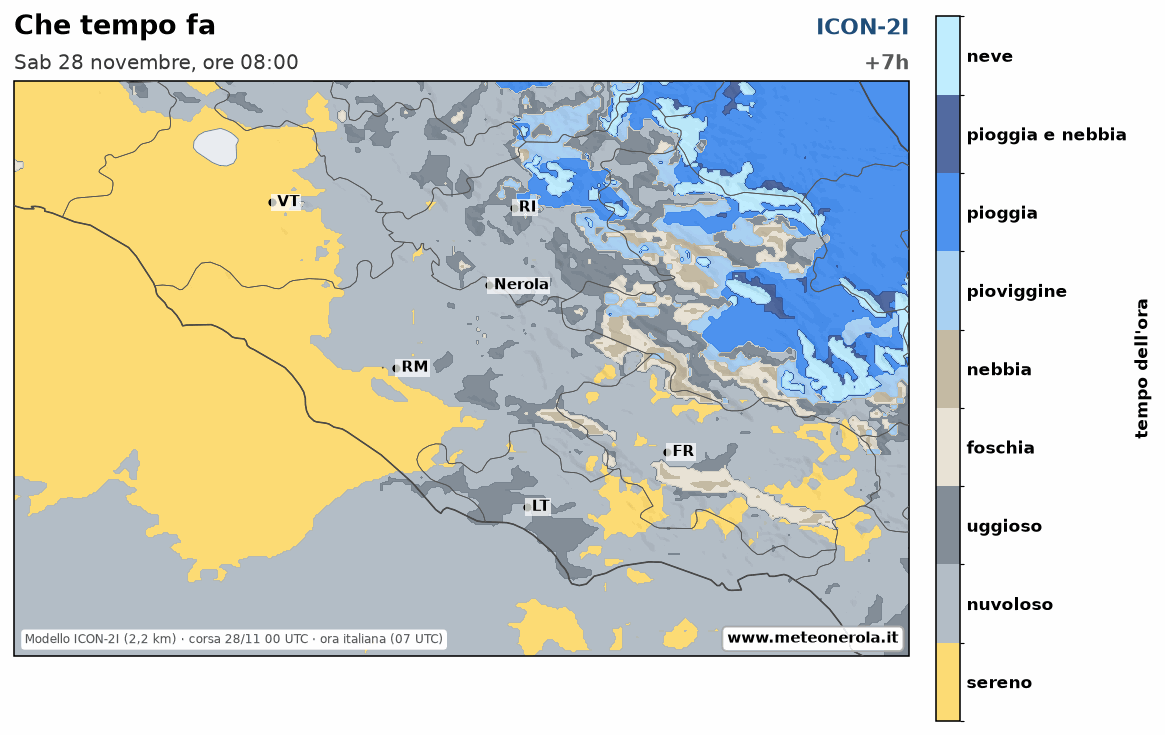 Che tempo fa
ICON-2I
Sab 28 novembre, ore 08:00
+7h
neve
pioggia e nebbia
pioggia
pioviggine
nebbia
foschia
uggioso
nuvoloso
sereno
tempo dell'ora
VT
RI
Nerola
RM
FR
LT
Modello ICON-2I (2,2 km) · corsa 28/11 00 UTC · ora italiana (07 UTC)
www.meteonerola.it